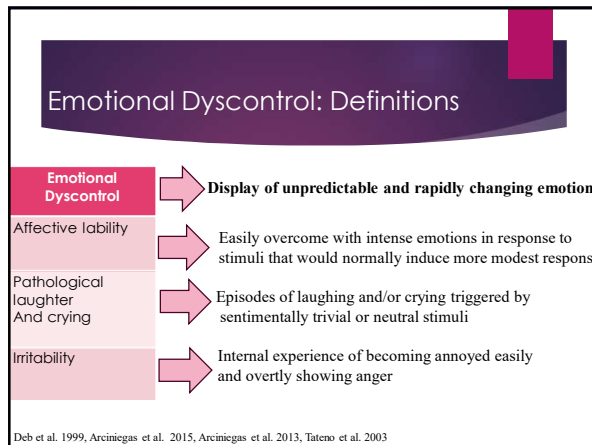 Emotional Dyscontrol: Definitions
Emotional
Dyscontrol
Display of unpredictable and rapidly changing emotion
Affective lability
Easily overcome with intense emotions in response to
stimuli that would normally induce more modest respons
Pathological
laughter
And crying
Episodes of laughing and/or crying triggered by
sentimentally trivial or neutral stimuli
Irritability
Internal experience of becoming annoyed easily
and overtly showing anger
Deb et al. 1999, Arciniegas et al. 2015, Arciniegas et al. 2013, Tateno et al. 2003